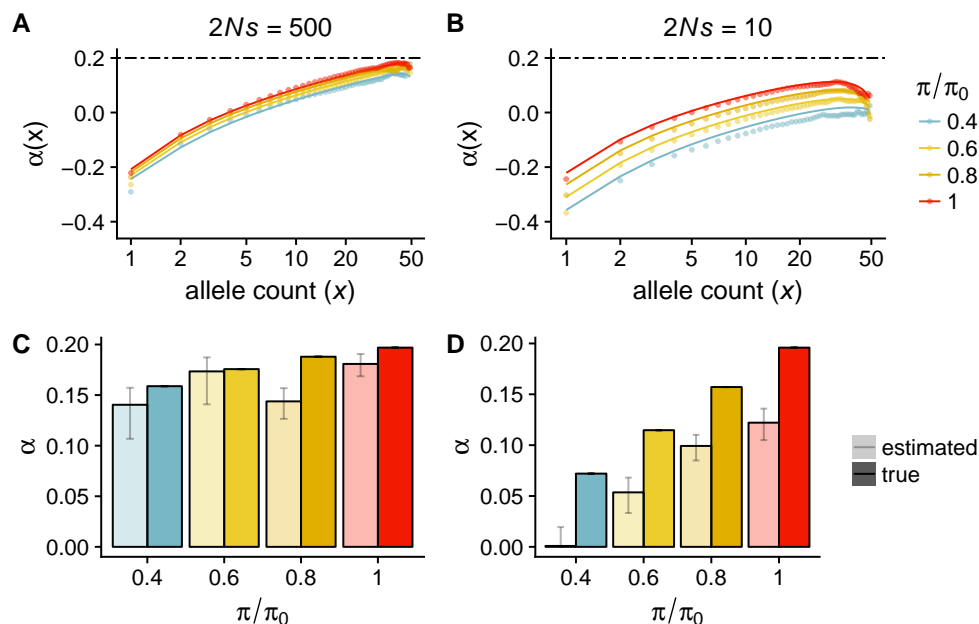 A
2Ns = 500
0.2
0.0
−0.2
−0.4
α(x)
1 2 5 10 20 50
allele count (x)
B
2Ns = 10
0.2
0.0
−0.2
−0.4
α(x)
1 2 5 10 20 50
allele count (x)
π/π₀
0.4
0.6
0.8
1
C
0.20
0.15
0.10
0.05
0.00
α
0.4 0.6 0.8 1
π/π₀
D
0.20
0.15
0.10
0.05
0.00
α
0.4 0.6 0.8 1
π/π₀
estimated
true